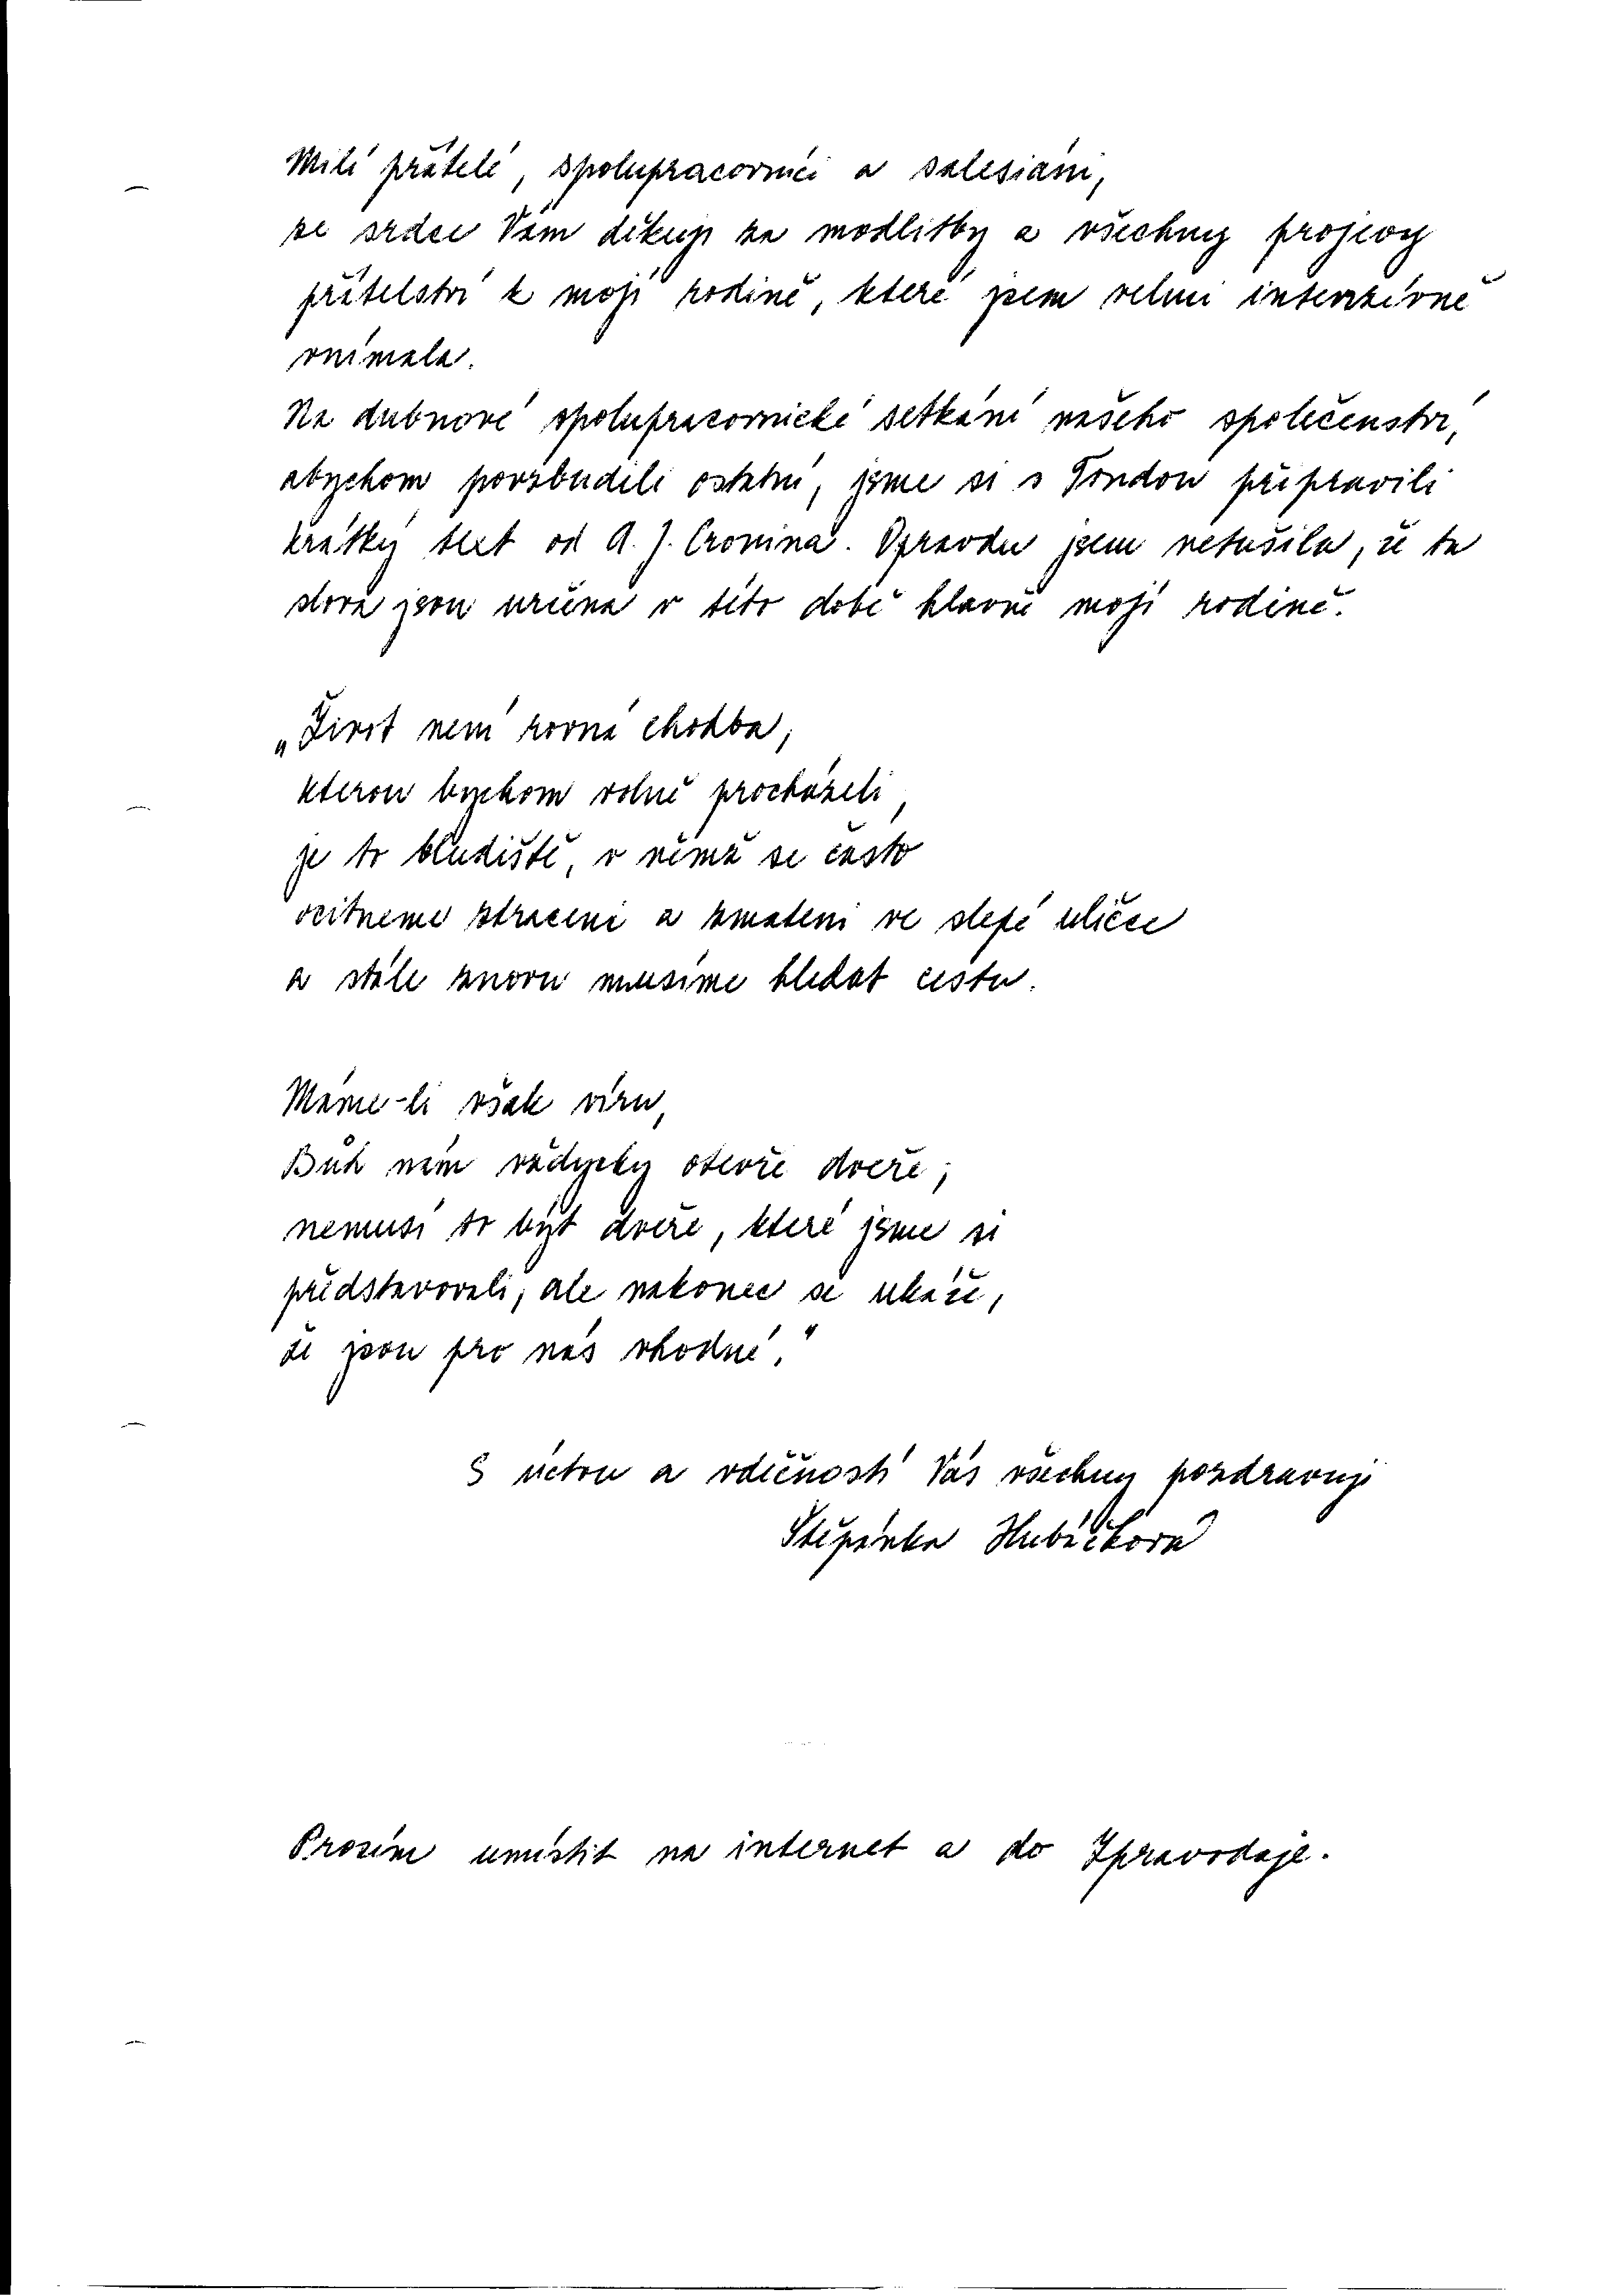 Milí přátelé, spolupracovníci a salesiáni,
ze srdce Vám děkuji za modlitby a všechny projevy
přátelství k moji rodině, které jsem velmi intenzívně
vnímala.
Na dubnové spolupracovnické setkání našeho společenství,
abychom povzbudili ostatní, jsme si s Tondou připravili
krátký text od A. J. Cronina. Opravdu jsem netušila, že ta
slova jsou určena v této době hlavně moji rodině.
„Život není rovná chodba,
kterou bychom volně procházeli,
je to bludiště, v němž se často
ocitneme ztraceni a zmateni ve slepé uličce
a stále znovu musíme hledat cestu.
Máme-li však víru,
Bůh nám vždycky otevře dveře;
nemusí to být dveře, které jsme si
představovali, ale nakonec se ukáže,
že jsou pro nás vhodné."
S úctou a vděčností Vás všechny pozdravuji
Štěpánka Hubáčková
Prosím umístit na internet a do Zpravodaje.